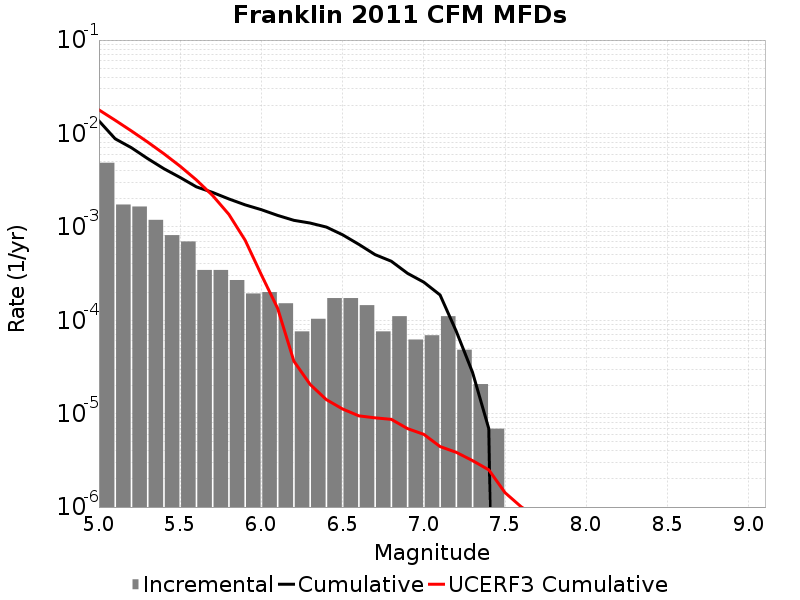 Franklin 2011 CFM MFDs
10-1
10-2
10-3
10-4
10-5
10-6
Rate (1/yr)
5.0 5.5 6.0 6.5 7.0 7.5 8.0 8.5 9.0
Magnitude
Incremental Cumulative UCERF3 Cumulative